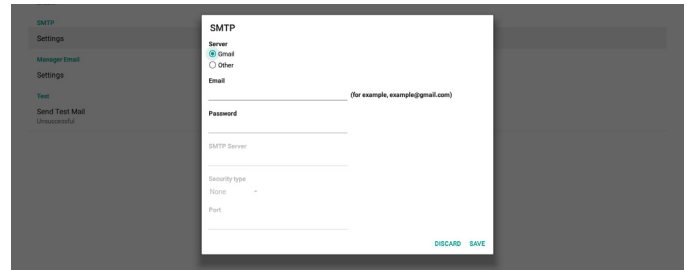 SMTP
Settings
Manager Email
Settings
Test
Send Test Mail
Unsuccessful
SMTP
Server
Gmail
Other
Email
(for example, example@gmail.com)
Password
SMTP Server
Security type
None
Port
DISCARD SAVE